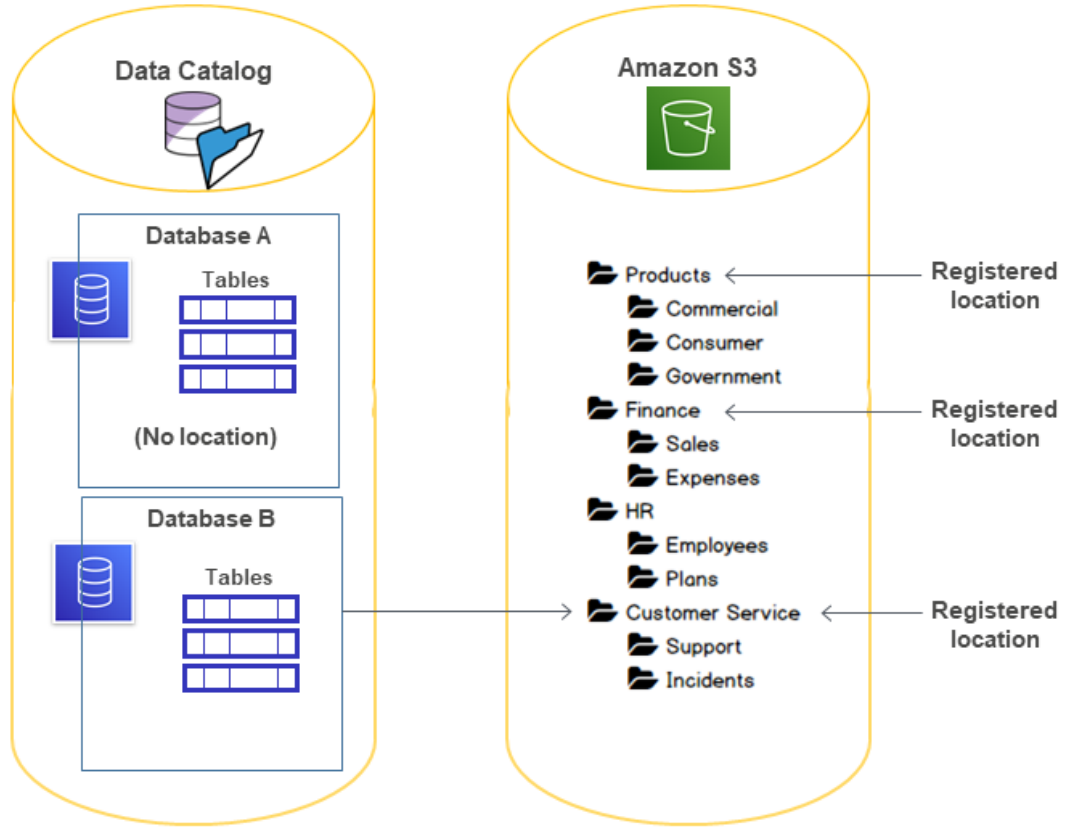 Data Catalog
Database A
Tables
(No location)
Database B
Tables
Amazon S3
Products
Commercial
Consumer
Government
Finance
Sales
Expenses
HR
Employees
Plans
Customer Service
Support
Incidents
Registered
location
Registered
location
Registered
location